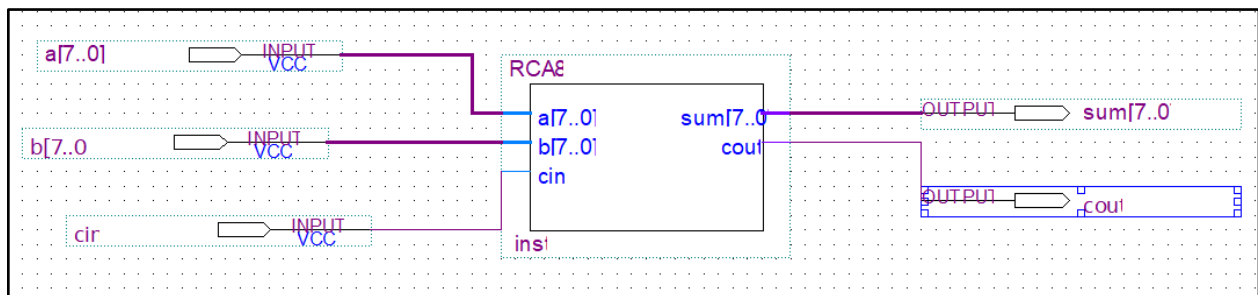 a[7..0]
INPUT
VCC
b[7..0
INPUT
VCC
cin
INPUT
VCC
RCA8
a[7..0]
b[7..0]
cin
sum[7..0
cout
inst
OUTPUT
sum[7..0
OUTPUT
cout